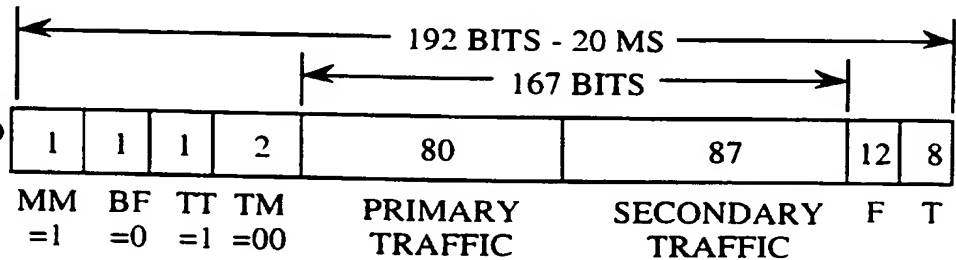 192 BITS - 20 MS
167 BITS
1 1 1 2 80 87 12 8
MM BF TT TM PRIMARY SECONDARY F T
=1 =0 =1 =00 TRAFFIC TRAFFIC